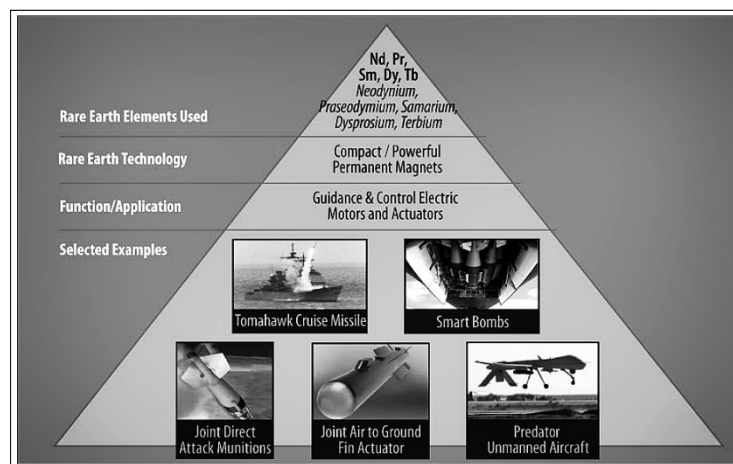 Nd, Pr,
Sm, Dy, Tb
Neodynium,
Praseodymium, Samarium,
Dysprosium, Terbium
Rare Earth Elements Used
Rare Earth Technology
Compact / Powerful
Permanent Magnets
Function/Application
Guidance & Control Electric
Motors and Actuators
Selected Examples
Tomahawk Cruise Missile
Smart Bombs
Joint Direct
Attack Munitions
Joint Air to Ground
Fin Actuator
Predator
Unmanned Aircraft